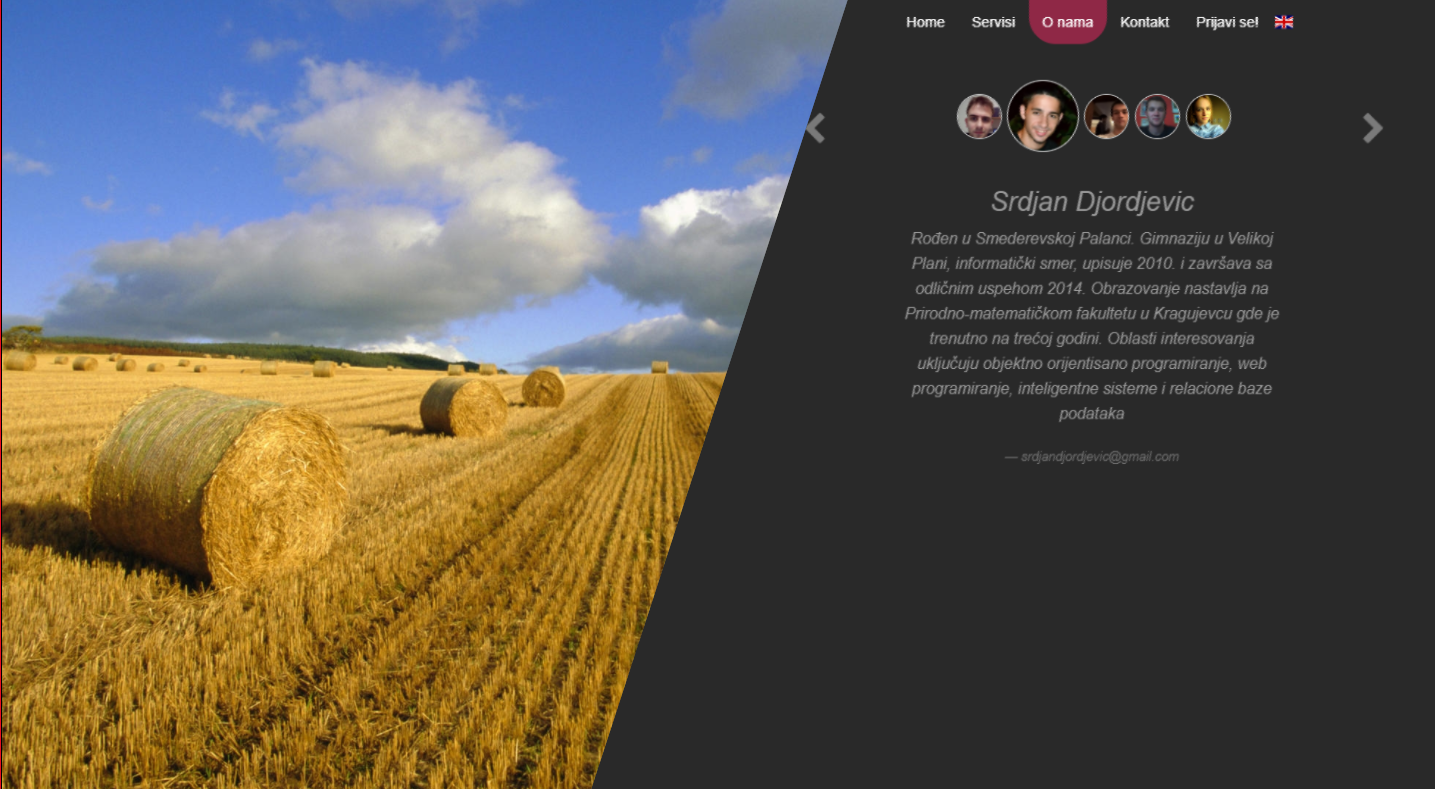 Home Servisi O nama Kontakt Prijavi se!
Srdjan Djordjevic
Rođen u Smederevskoj Palanci. Gimnaziju u Velikoj
Plani, informatički smer, upisuje 2010. i završava sa
odličnim uspehom 2014. Obrazovanje nastavlja na
Prirodno-matematičkom fakultetu u Kragujevcu gde je
trenutno na trećoj godini. Oblasti interesovanja
uključuju objektno orijentisano programiranje, web
programiranje, inteligentne sisteme i relacione baze
podataka
— srdjandjordjevic@gmail.com